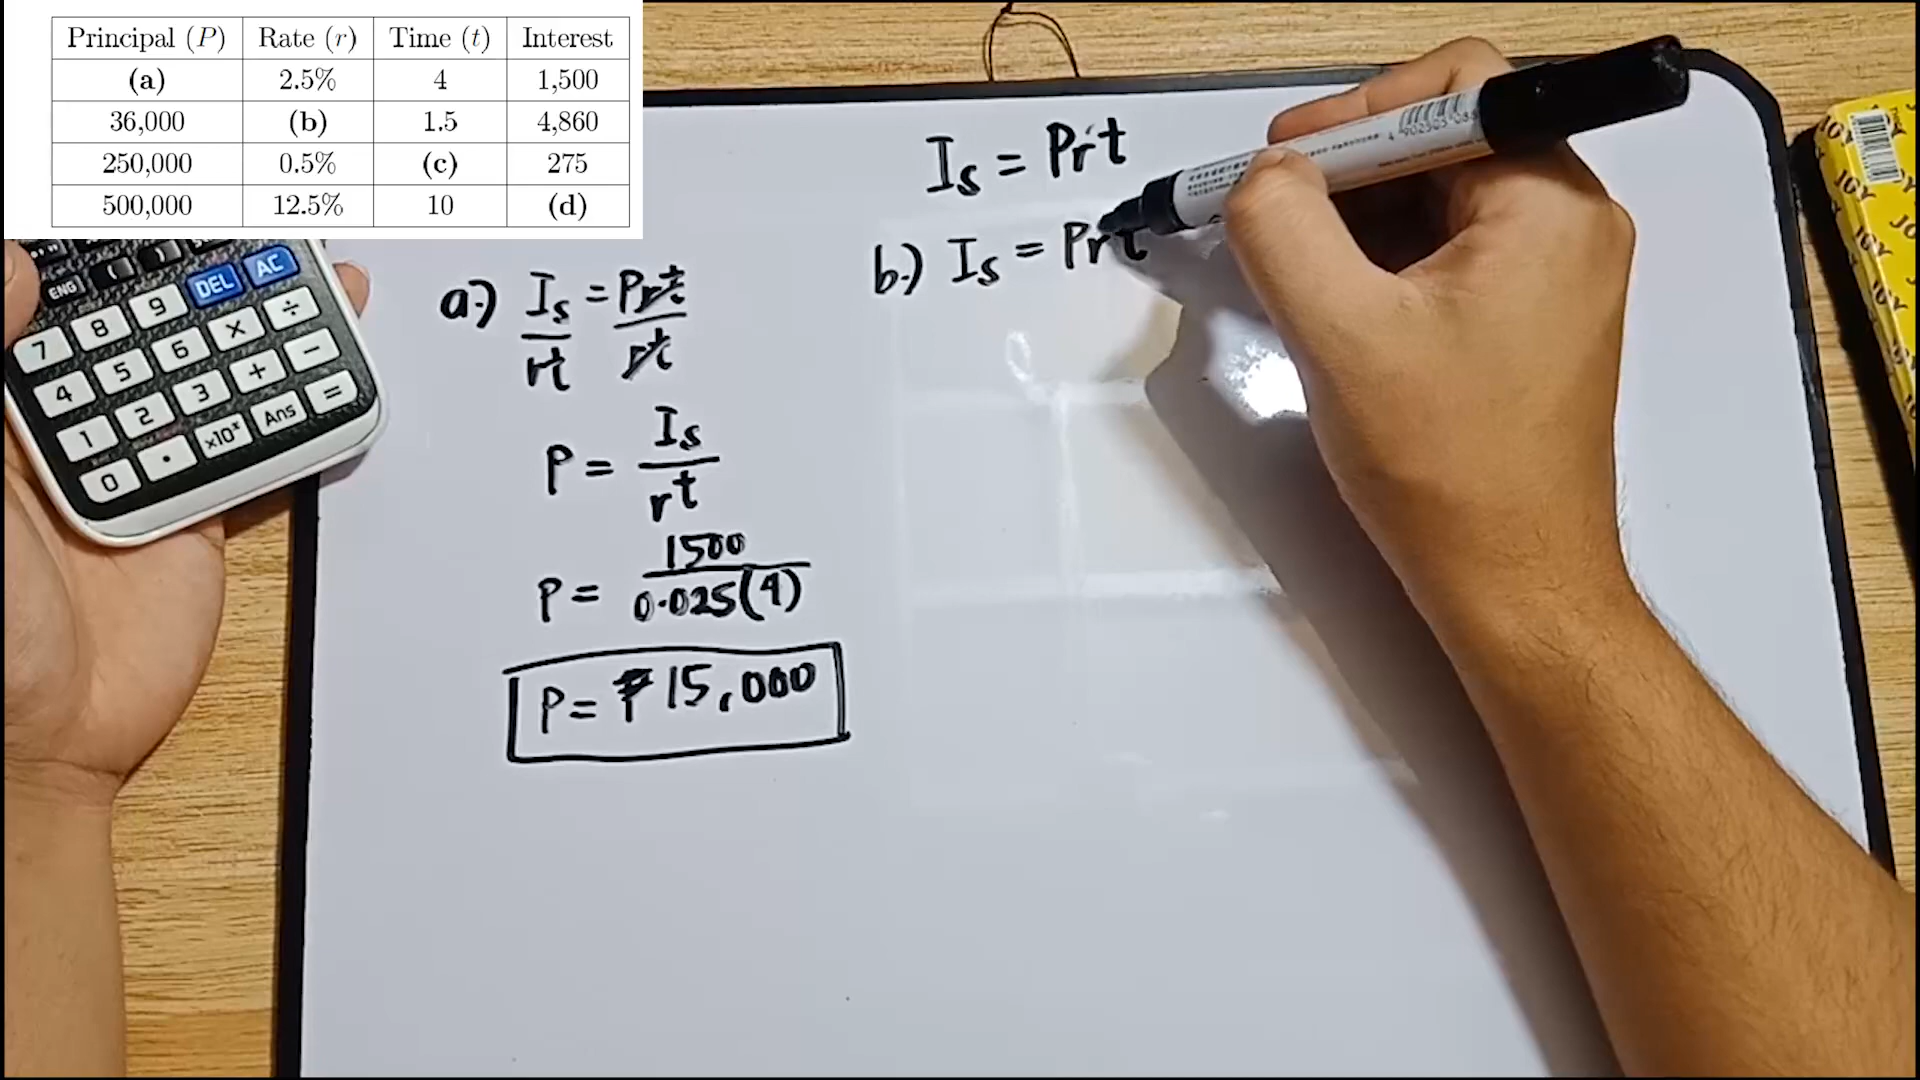 Principal (P) Rate (r) Time (t) Interest
(a) 2.5% 4 1,500
36,000 (b) 1.5 4,860
250,000 0.5% (c) 275
500,000 12.5% 10 (d)
ENG ( )
7 8 9 DEL AC
4 5 6 × ÷
1 2 3 + −
0 . ×10ˣ Ans =
Is = Prt
a.) Is = Prt
rt rt
P = Is
rt
P = 1500
0.025(4)
P = ₱15,000
b.) Is = Prt
JOY
JOY
JOY
JOY